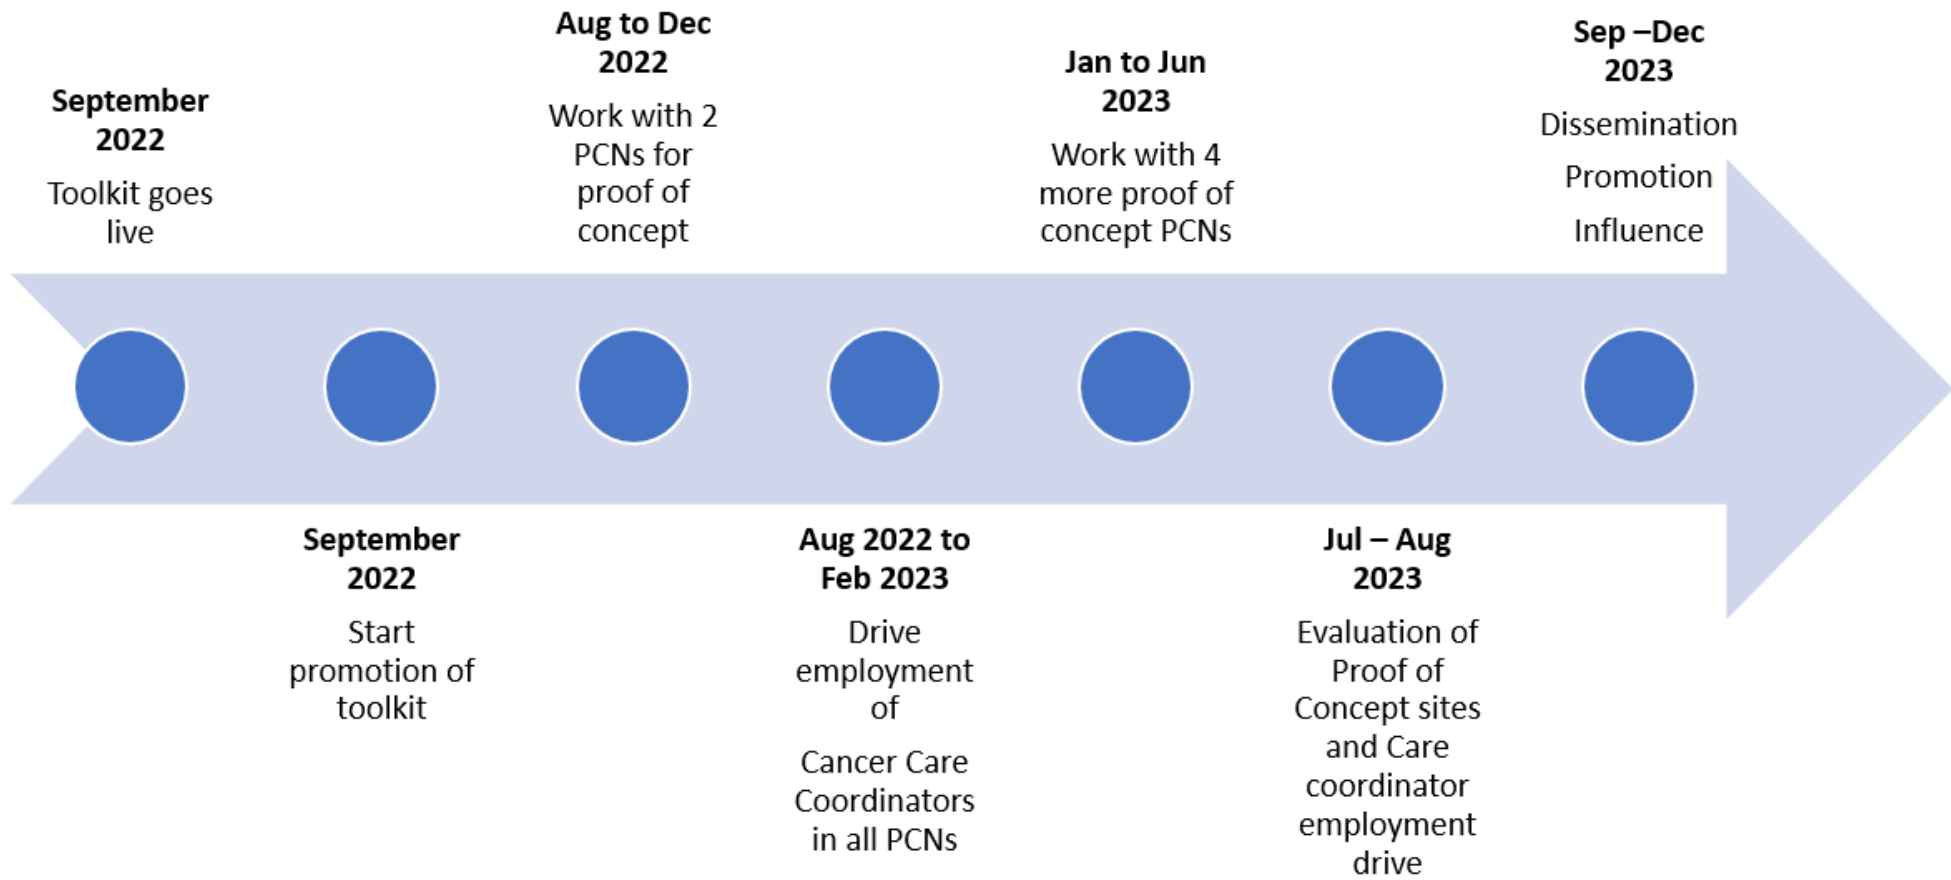 September
2022
Toolkit goes
live
September
2022
Start
promotion of
toolkit
Aug to Dec
2022
Work with 2
PCNs for
proof of
concept
Aug 2022 to
Feb 2023
Drive
employment
of
Cancer Care
Coordinators
in all PCNs
Jan to Jun
2023
Work with 4
more proof of
concept PCNs
Jul – Aug
2023
Evaluation of
Proof of
Concept sites
and Care
coordinator
employment
drive
Sep –Dec
2023
Dissemination
Promotion
Influence